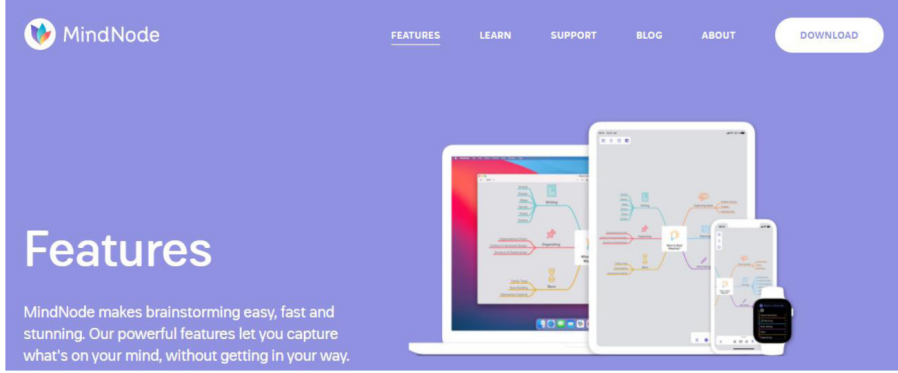 MindNode
FEATURES
LEARN
SUPPORT
BLOG
ABOUT
DOWNLOAD
Features
MindNode makes brainstorming easy, fast and
stunning. Our powerful features let you capture
what's on your mind, without getting in your way.